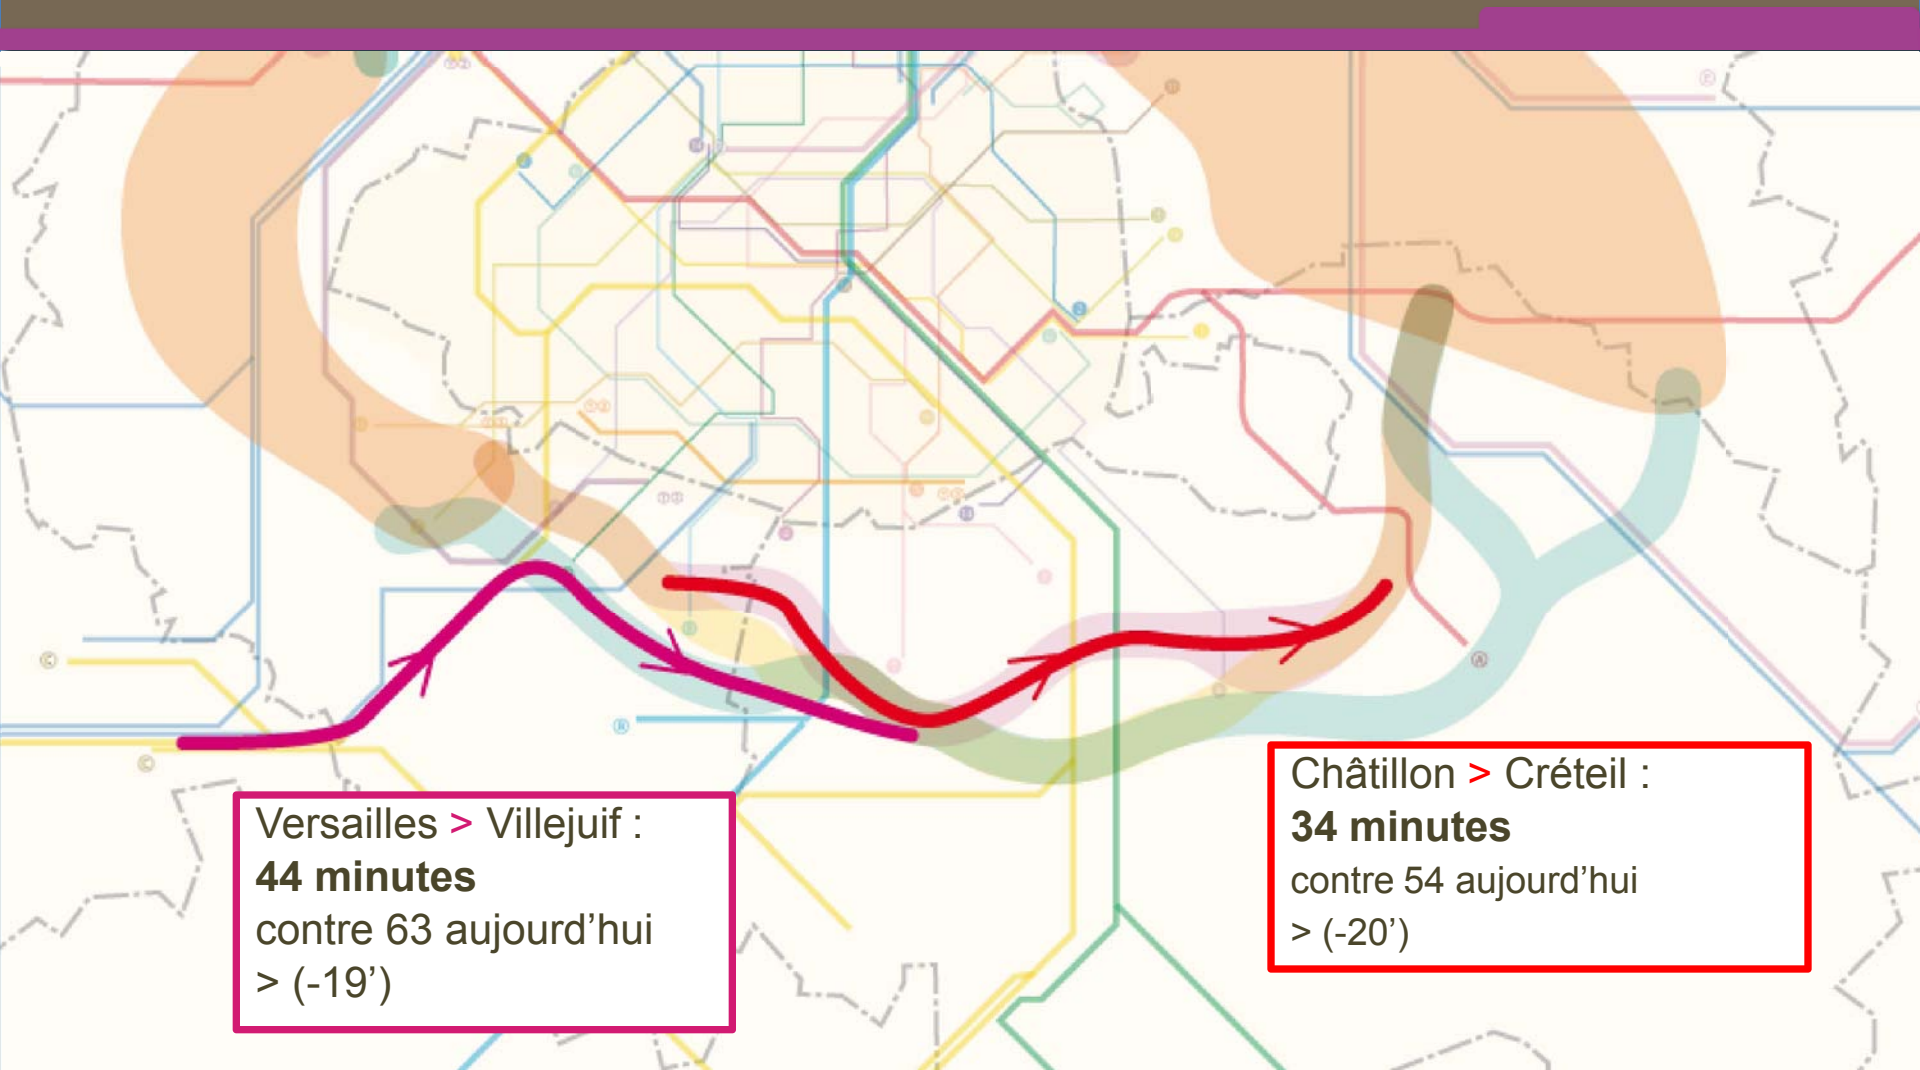 Versailles > Villejuif :
44 minutes
contre 63 aujourd’hui
> (-19’)
Châtillon > Créteil :
34 minutes
contre 54 aujourd’hui
> (-20’)
C
C
R
A